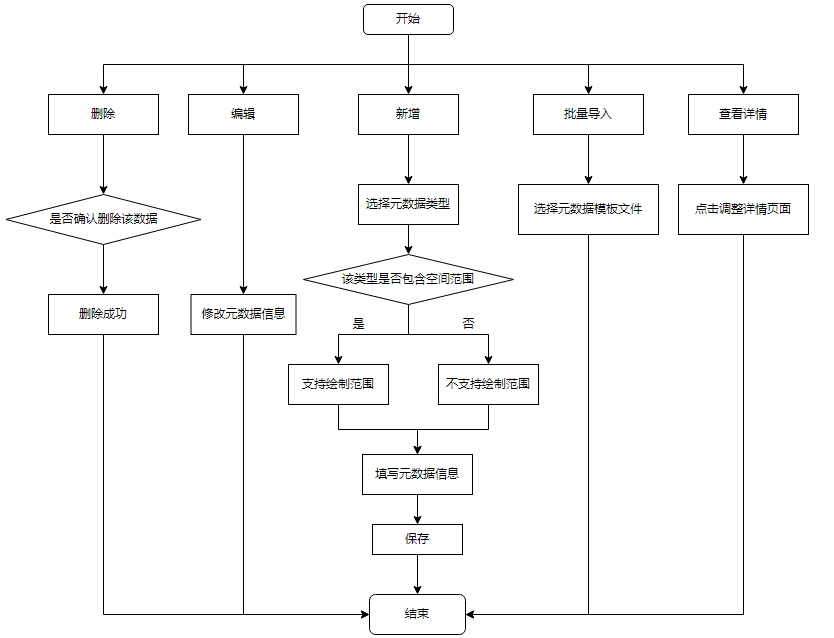 开始
删除
编辑
新增
批量导入
查看详情
选择元数据类型
选择元数据模板文件
点击调整详情页面
是否确认删除该数据
该类型是否包含空间范围
删除成功
修改元数据信息
是
否
支持绘制范围
不支持绘制范围
填写元数据信息
保存
结束